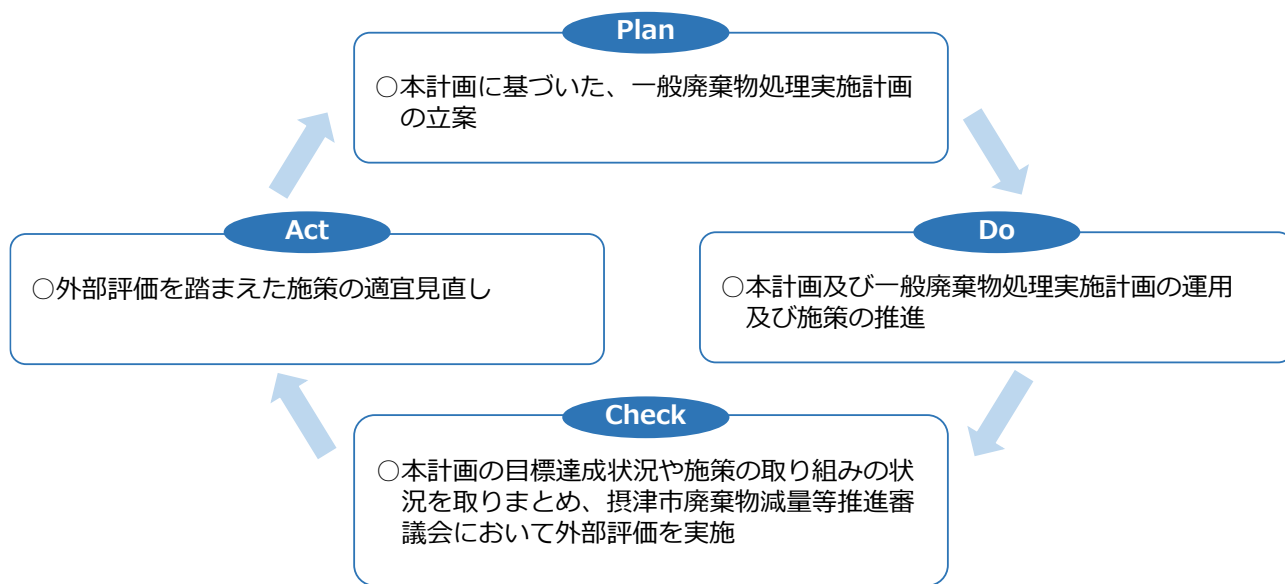 Plan
○本計画に基づいた、一般廃棄物処理実施計画
の立案
Act
○外部評価を踏まえた施策の適宜見直し
Do
○本計画及び一般廃棄物処理実施計画の運用
及び施策の推進
Check
○本計画の目標達成状況や施策の取り組みの状
況を取りまとめ、摂津市廃棄物減量等推進審
議会において外部評価を実施